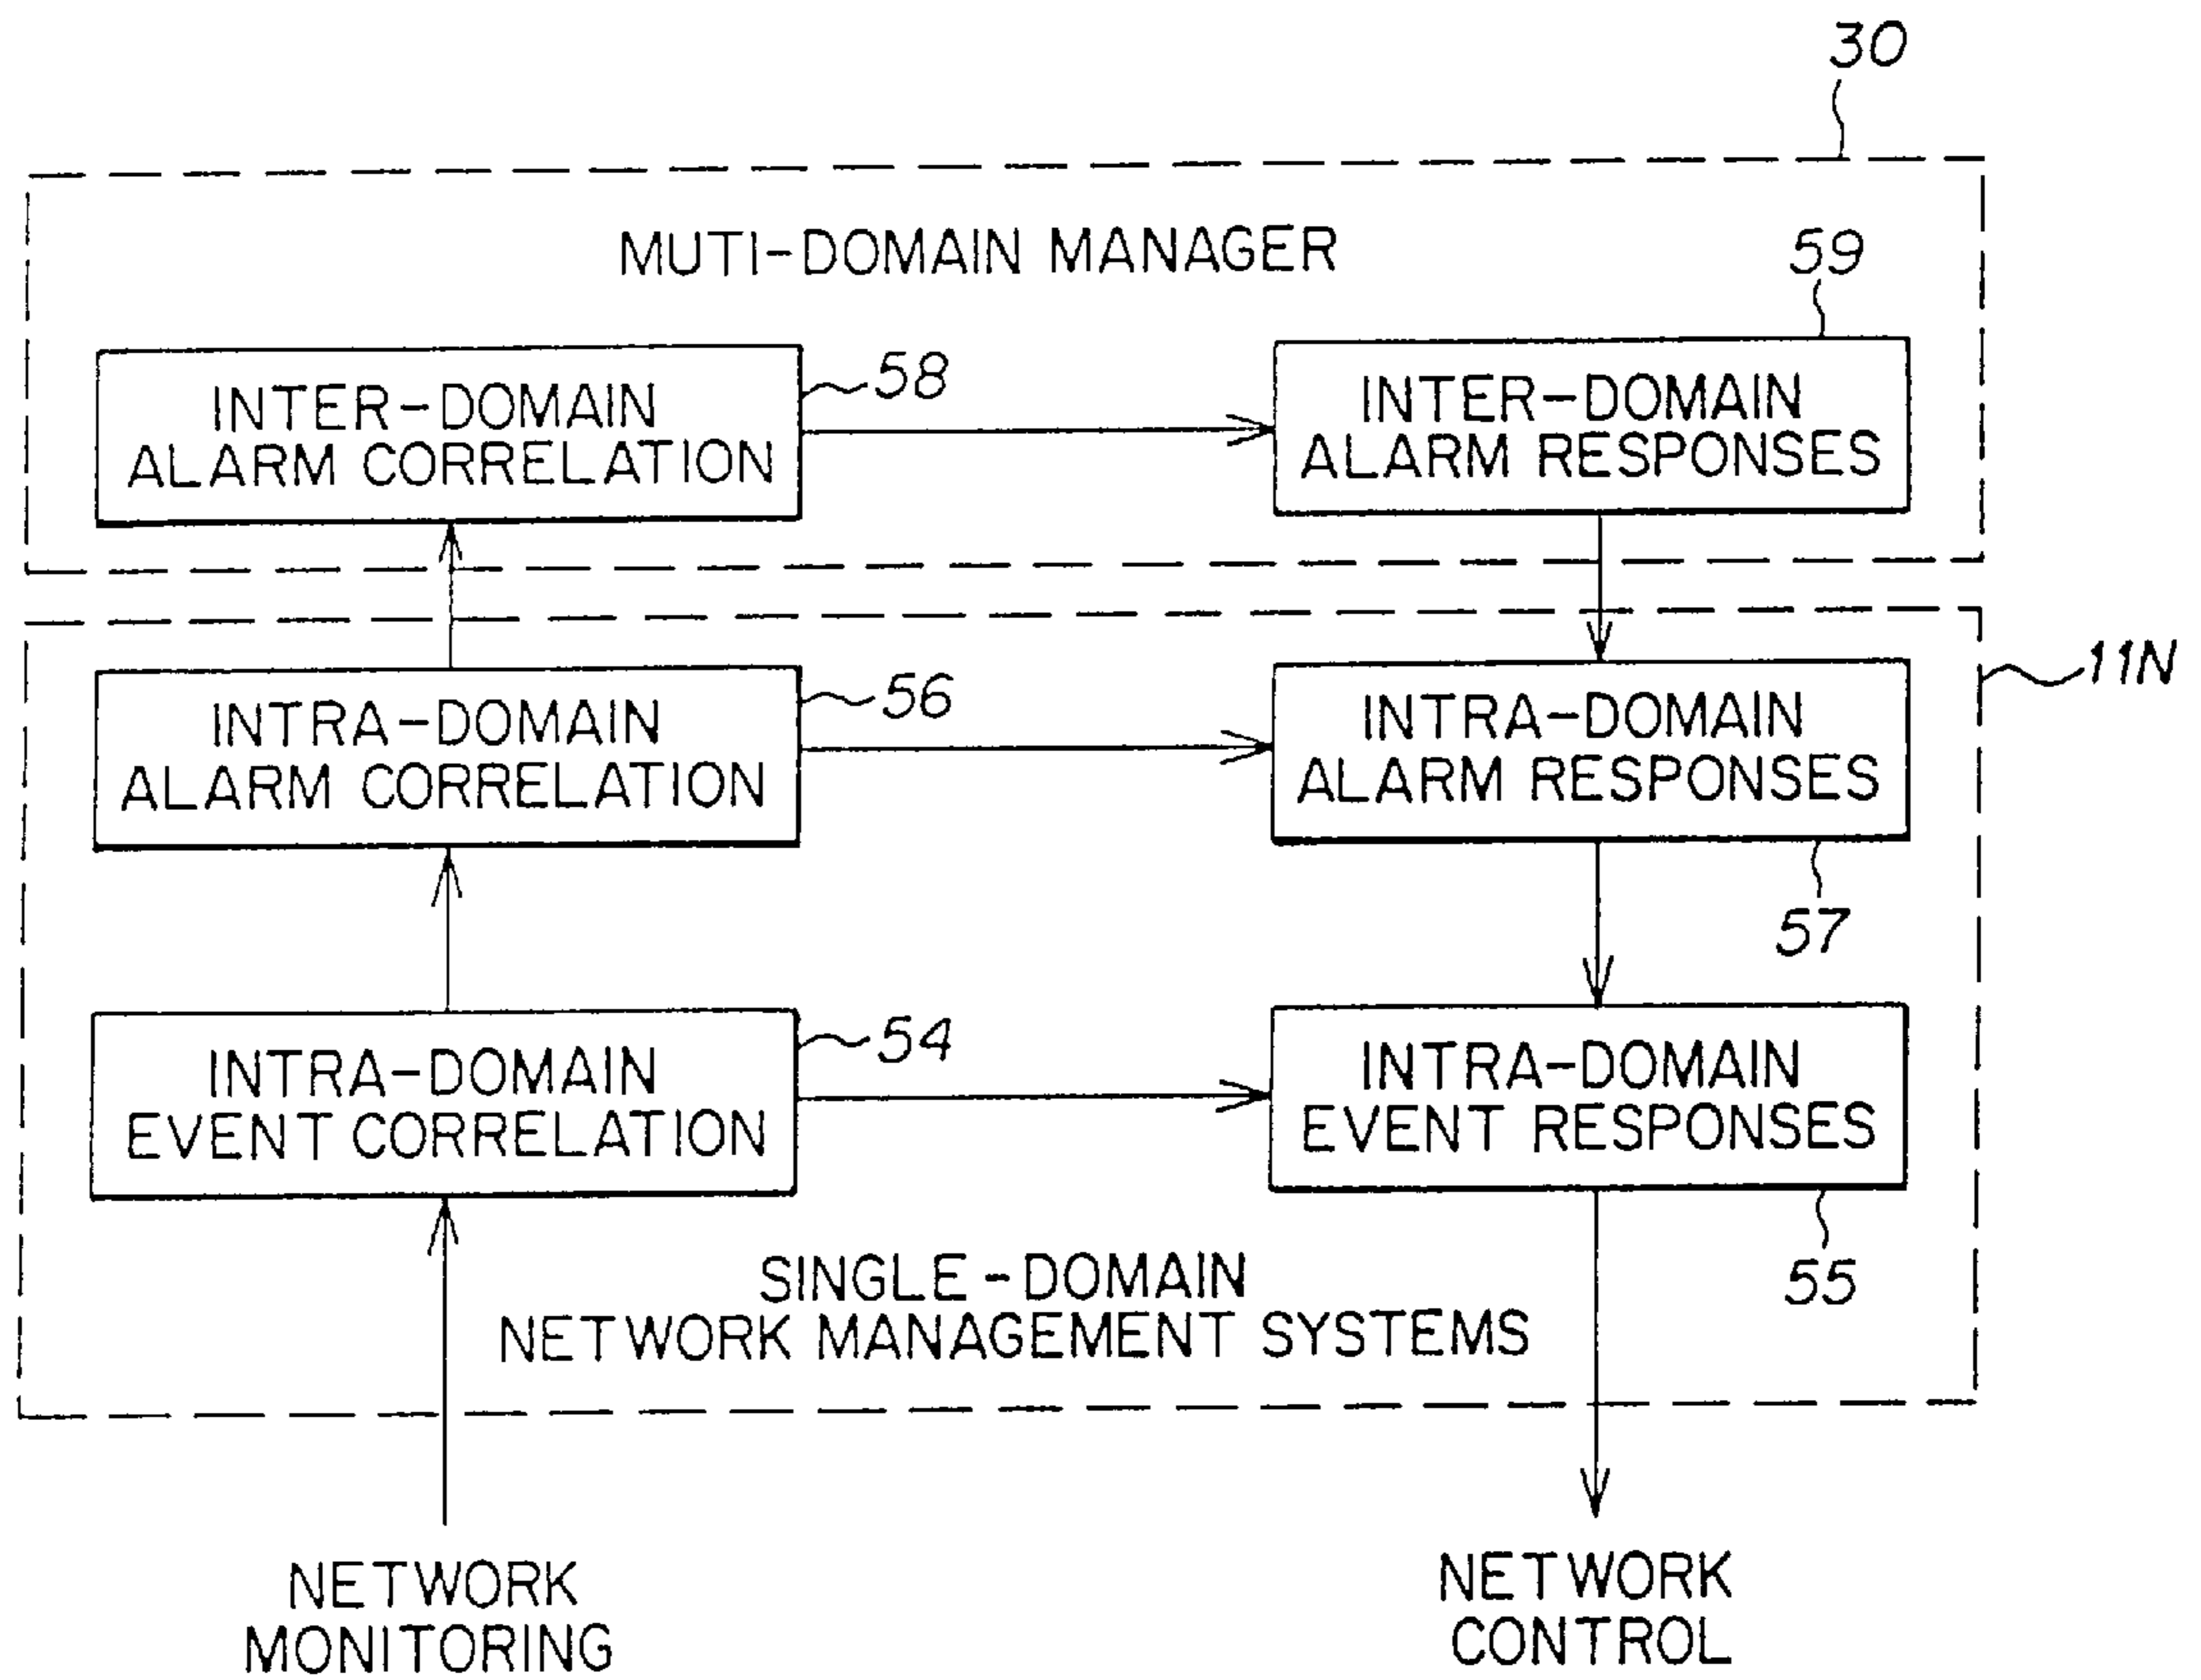 30
MUTI-DOMAIN MANAGER
59
INTER-DOMAIN
ALARM CORRELATION
58
INTER-DOMAIN
ALARM RESPONSES
11N
INTRA-DOMAIN
ALARM CORRELATION
56
INTRA-DOMAIN
ALARM RESPONSES
57
INTRA-DOMAIN
EVENT CORRELATION
54
INTRA-DOMAIN
EVENT RESPONSES
55
SINGLE-DOMAIN
NETWORK MANAGEMENT SYSTEMS
NETWORK
MONITORING
NETWORK
CONTROL